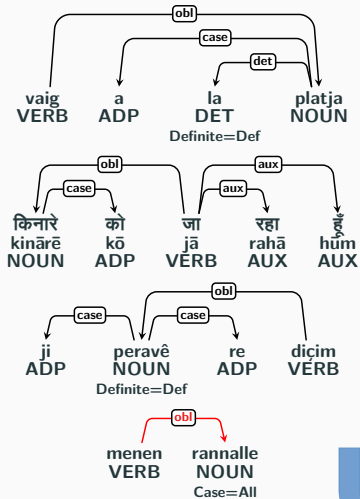 obl
case
det
vaig a la platja
VERB ADP DET NOUN
Definite=Def
obl aux
case aux
किनारे को जा रहा हूँ
kinārē kō jā rahā hūm
NOUN ADP VERB AUX AUX
obl
case case
ji peravê re diçim
ADP NOUN ADP VERB
Definite=Def
obl
menen rannalle
VERB NOUN
Case=All